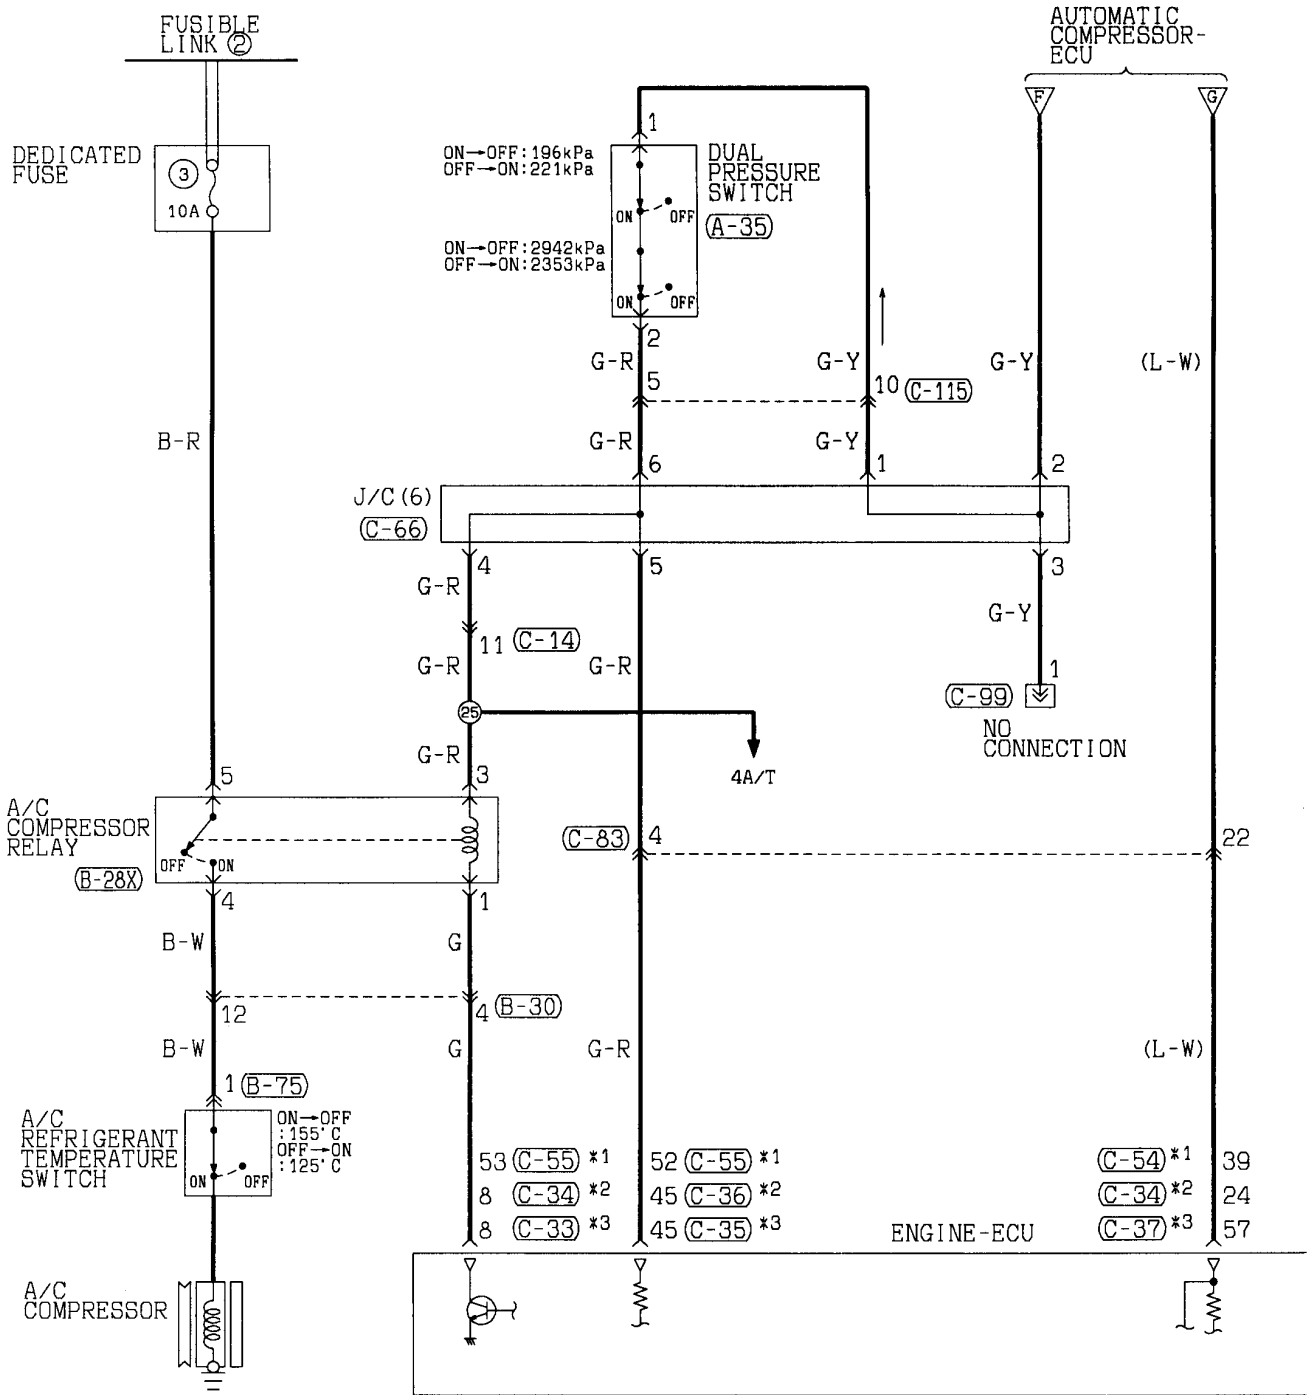 FUSIBLE
LINK ②
AUTOMATIC
COMPRESSOR-
ECU
F
G
DEDICATED
FUSE
③
10A
1
ON→OFF:196kPa
OFF→ON:221kPa
DUAL
PRESSURE
SWITCH
A-35
ON
OFF
ON→OFF:2942kPa
OFF→ON:2353kPa
ON
OFF
2
G-R
G-Y
G-Y
(L-W)
5
10
C-115
B-R
G-R
G-Y
6
1
2
J/C(6)
C-66
4
5
3
G-R
G-Y
11
C-14
G-R
G-R
1
C-99
25
NO
CONNECTION
G-R
4A/T
5
3
A/C
COMPRESSOR
RELAY
OFF
ON
B-28X
C-83
4
22
4
1
B-W
G
12
4
B-30
B-W
G
G-R
(L-W)
1
B-75
A/C
REFRIGERANT
TEMPERATURE
SWITCH
ON→OFF
:155°C
OFF→ON
:125°C
ON
OFF
53 C-55 *1
52 C-55 *1
C-54 *1 39
8 C-34 *2
45 C-36 *2
C-34 *2 24
8 C-33 *3
45 C-35 *3
C-37 *3 57
ENGINE-ECU
A/C
COMPRESSOR